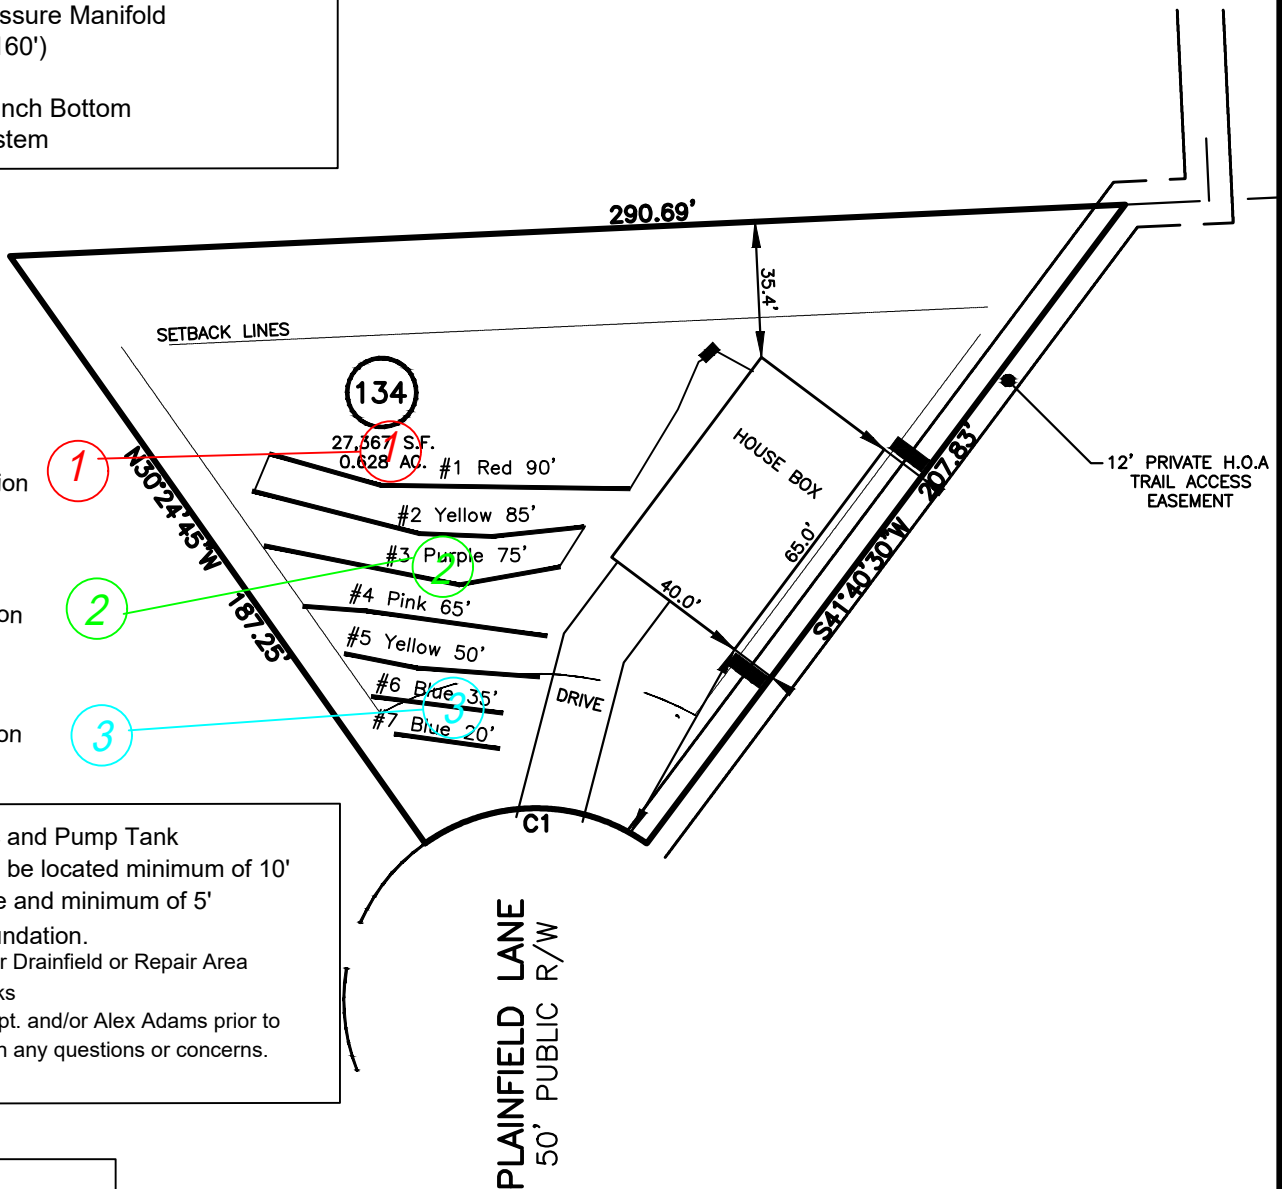 ssure Manifold
160')
nch Bottom
stem
290.69'
35.4'
SETBACK LINES
134
27,367 S.F.
0.628 AC.
1
1
ion
#1 Red 90'
#2 Yellow 85'
#3 Purple 75'
2
2
on
#4 Pink 65'
#5 Yellow 50'
#6 Blue 35'
#7 Blue 20'
3
3
on
N30°24'45"W
187.25'
HOUSE BOX
65.0'
40.0'
207.83'
S41°40'30"W
12' PRIVATE H.O.A
TRAIL ACCESS
EASEMENT
DRIVE
C1
and Pump Tank
be located minimum of 10'
e and minimum of 5'
undation.
r Drainfield or Repair Area
ks
pt. and/or Alex Adams prior to
n any questions or concerns.
PLAINFIELD LANE
50' PUBLIC R/W